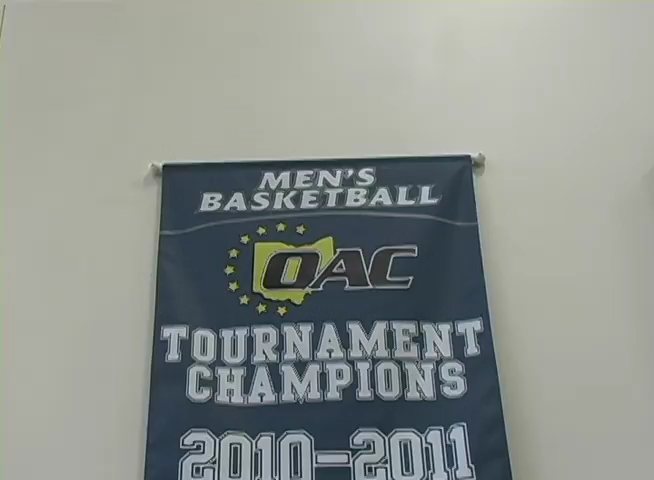 MEN'S
BASKETBALL
OAC
TOURNAMENT
CHAMPIONS
2010-2011